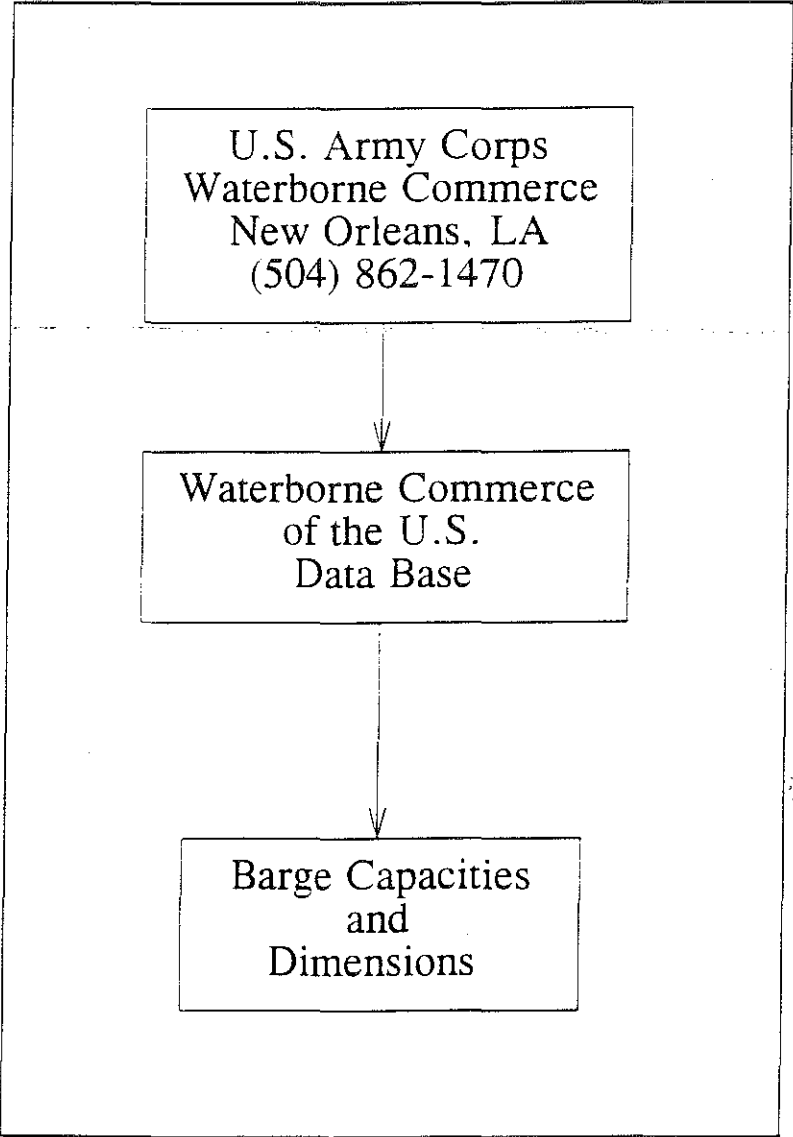 U.S. Army Corps
Waterborne Commerce
New Orleans, LA
(504) 862-1470
Waterborne Commerce
of the U.S.
Data Base
Barge Capacities
and
Dimensions